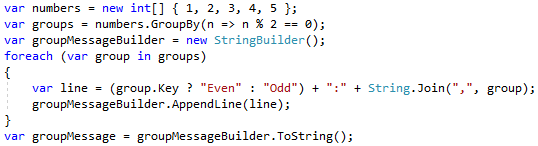 var numbers = new int[] { 1, 2, 3, 4, 5 };
var groups = numbers.GroupBy(n => n % 2 == 0);
var groupMessageBuilder = new StringBuilder();
foreach (var group in groups)
{
    var line = (group.Key ? "Even" : "Odd") + ":" + String.Join(",", group);
    groupMessageBuilder.AppendLine(line);
}
var groupMessage = groupMessageBuilder.ToString();